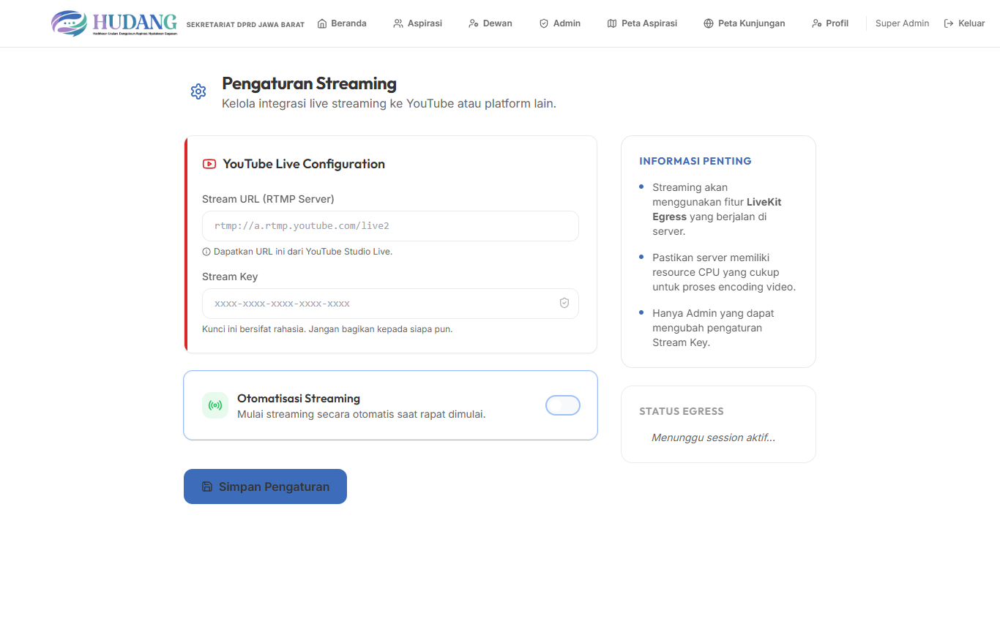 HUDANG
SEKRETARIAT DPRD JAWA BARAT
Beranda
Aspirasi
Dewan
Admin
Peta Aspirasi
Peta Kunjungan
Profil
Super Admin
Keluar
Pengaturan Streaming
Kelola integrasi live streaming ke YouTube atau platform lain.
YouTube Live Configuration
Stream URL (RTMP Server)
rtmp://a.rtmp.youtube.com/live2
Dapatkan URL ini dari YouTube Studio Live.
Stream Key
xxxx-xxxx-xxxx-xxxx-xxxx
Kunci ini bersifat rahasia. Jangan bagikan kepada siapa pun.
Otomatisasi Streaming
Mulai streaming secara otomatis saat rapat dimulai.
Simpan Pengaturan
INFORMASI PENTING
Streaming akan
menggunakan fitur LiveKit
Egress yang berjalan di
server.
Pastikan server memiliki
resource CPU yang cukup
untuk proses encoding video.
Hanya Admin yang dapat
mengubah pengaturan
Stream Key.
STATUS EGRESS
Menunggu session aktif...